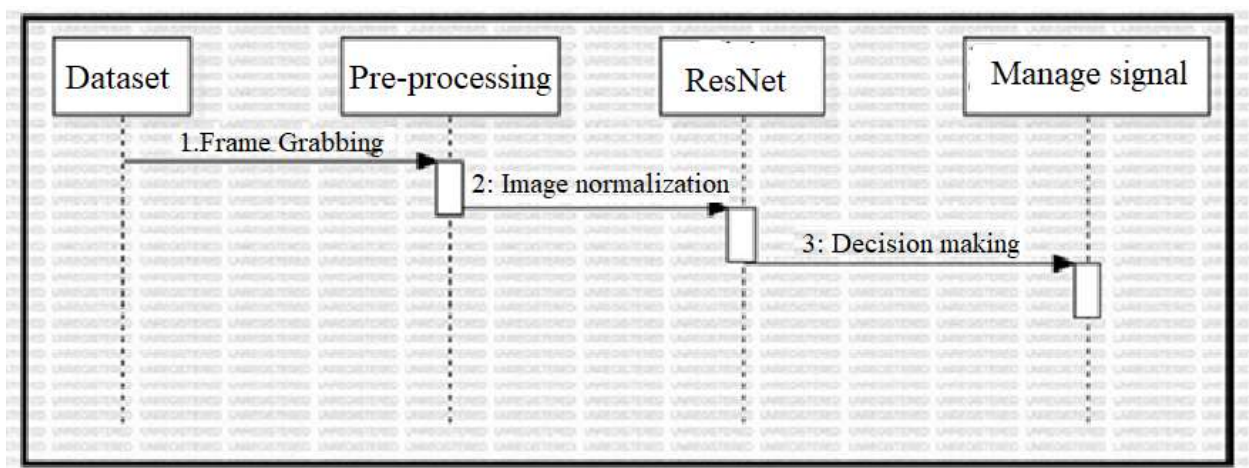 Dataset
Pre-processing
ResNet
Manage signal
1.Frame Grabbing
2: Image normalization
3: Decision making